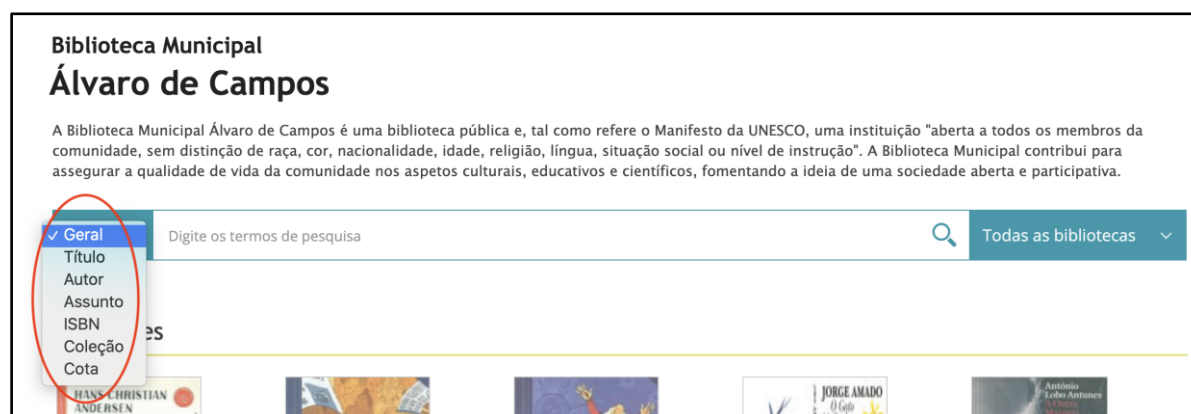 Biblioteca Municipal
Álvaro de Campos
A Biblioteca Municipal Álvaro de Campos é uma biblioteca pública e, tal como refere o Manifesto da UNESCO, uma instituição "aberta a todos os membros da
comunidade, sem distinção de raça, cor, nacionalidade, idade, religião, língua, situação social ou nível de instrução". A Biblioteca Municipal contribui para
assegurar a qualidade de vida da comunidade nos aspetos culturais, educativos e científicos, fomentando a ideia de uma sociedade aberta e participativa.
✓ Geral
Digite os termos de pesquisa
Todas as bibliotecas
Título
Autor
Assunto
ISBN
Coleção
Cota
es
HANS CHRISTIAN
ANDERSEN
JORGE AMADO
O Gato
António
Lobo Antunes
A Outra